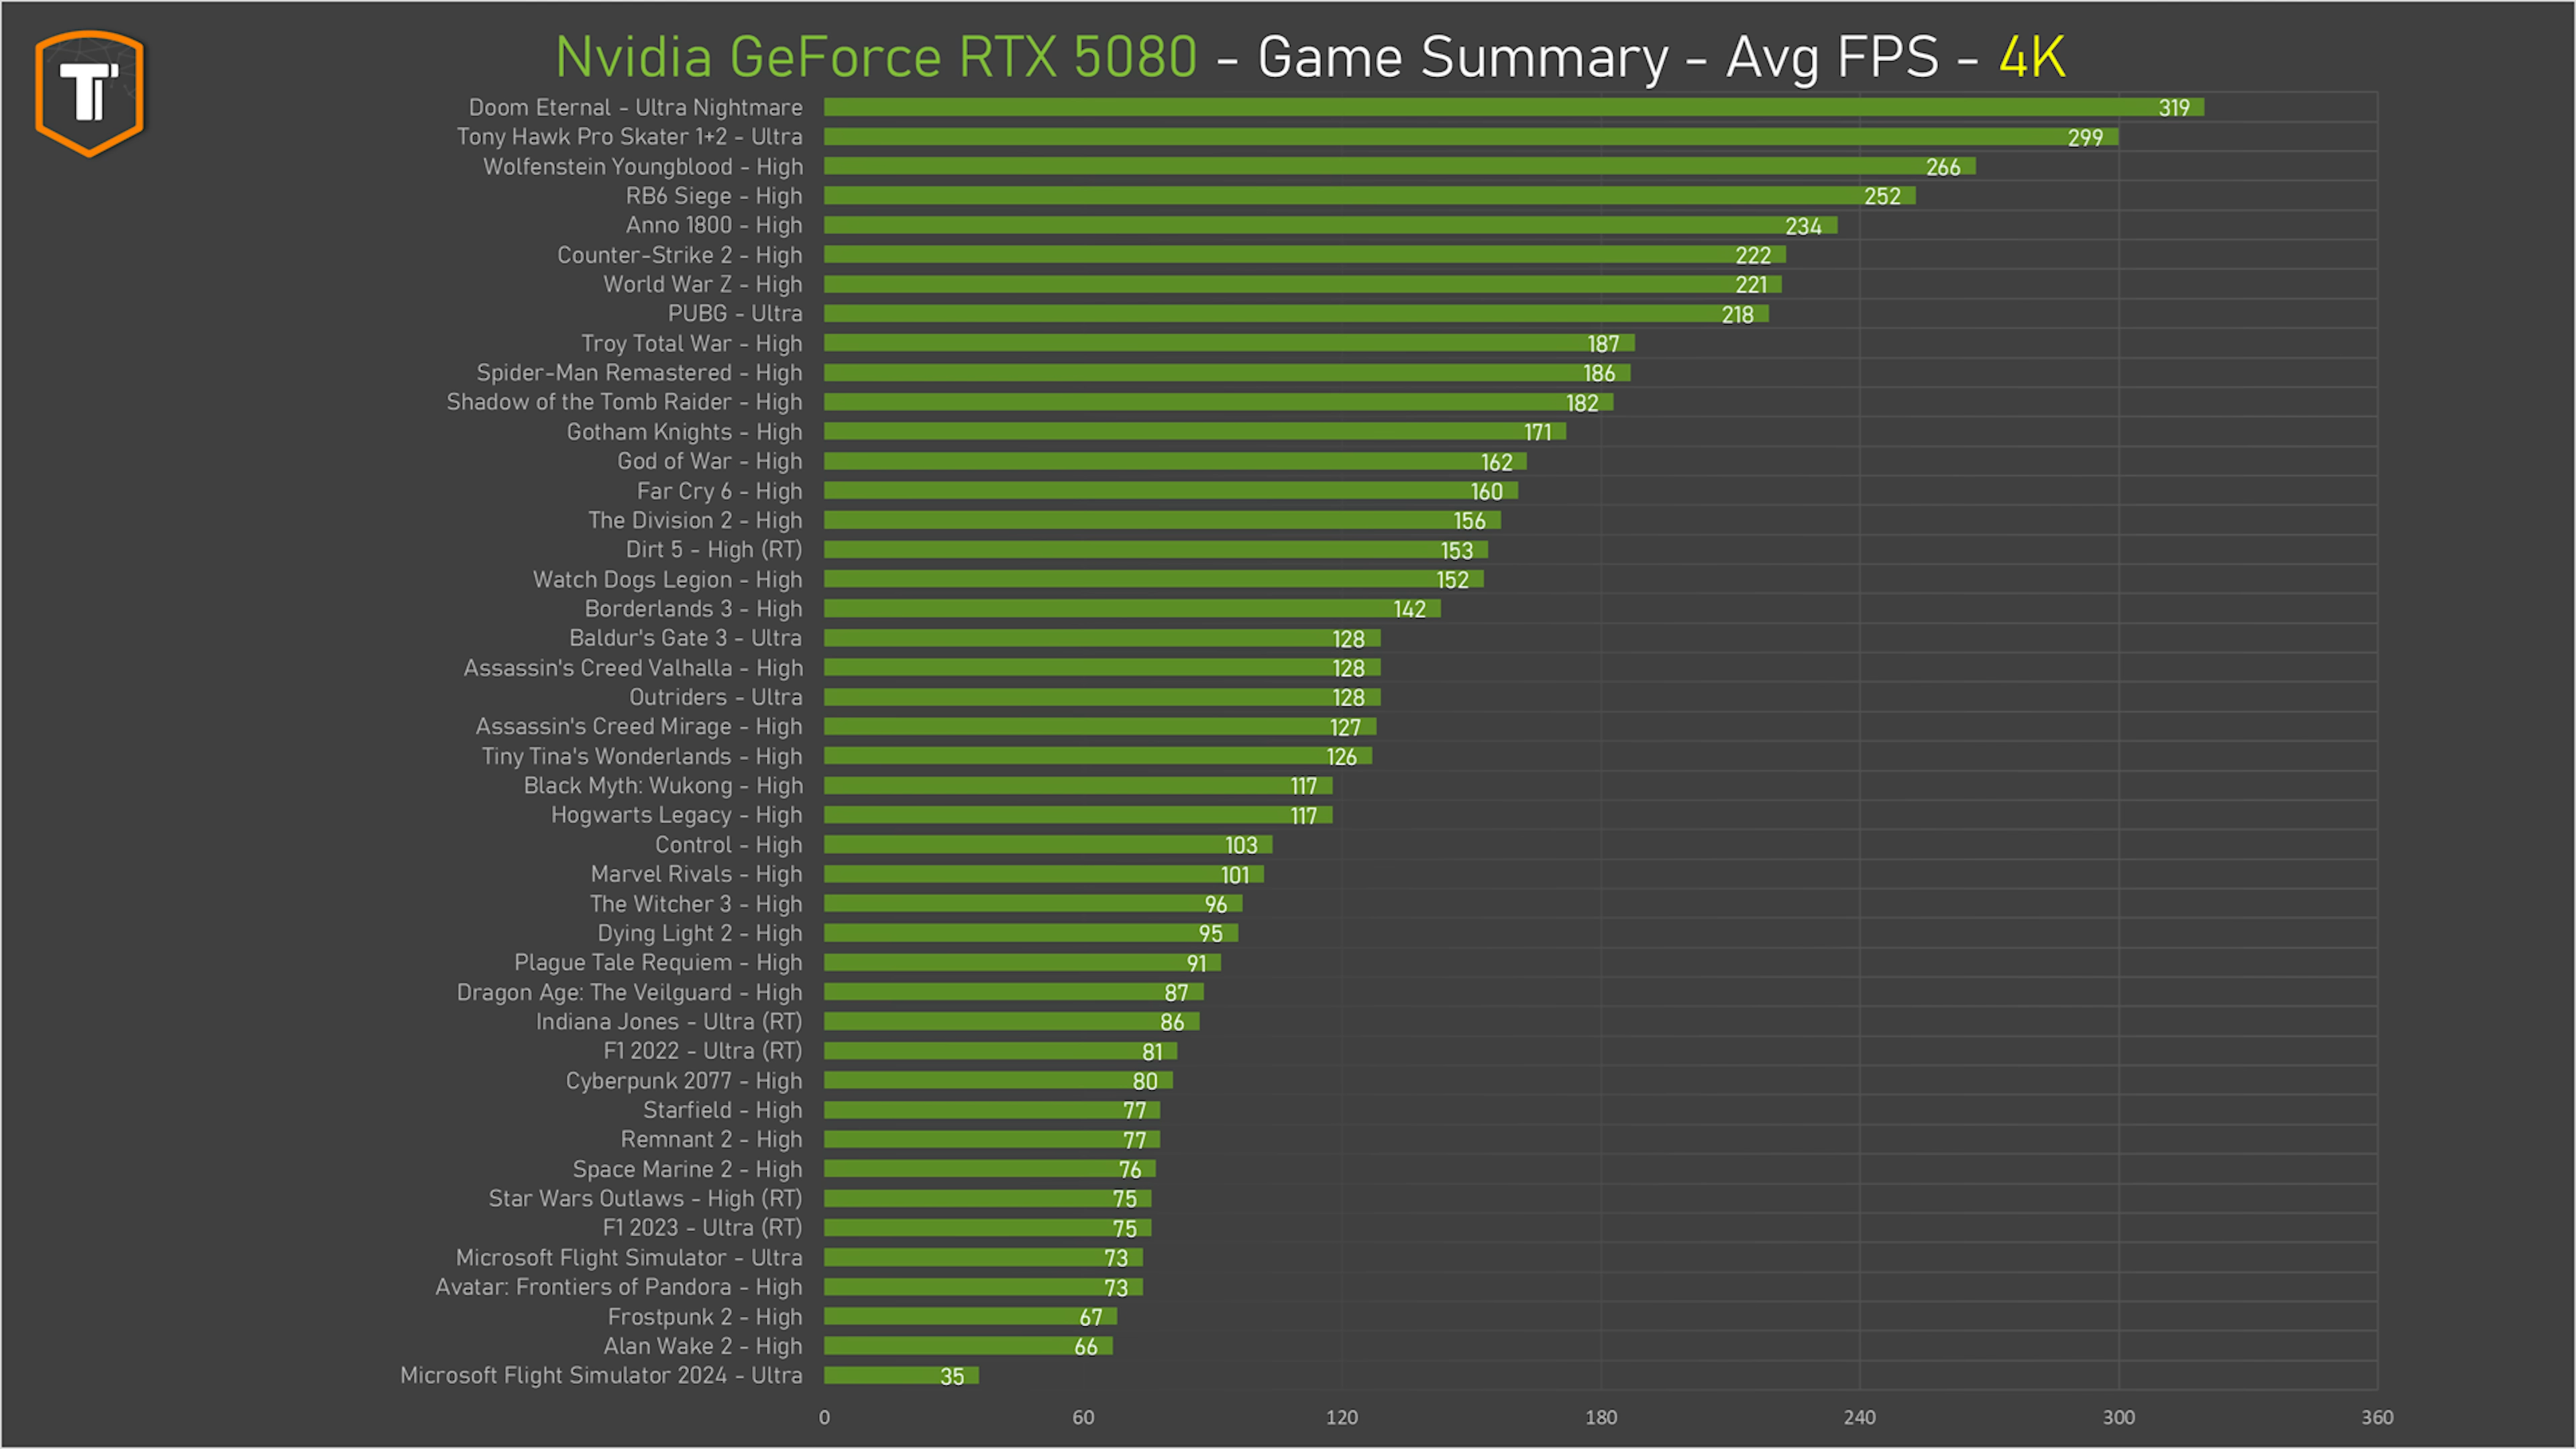 Nvidia GeForce RTX 5080 - Game Summary - Avg FPS - 4K
Doom Eternal - Ultra Nightmare 319
Tony Hawk Pro Skater 1+2 - Ultra 299
Wolfenstein Youngblood - High 266
RB6 Siege - High 252
Anno 1800 - High 234
Counter-Strike 2 - High 222
World War Z - High 221
PUBG - Ultra 218
Troy Total War - High 187
Spider-Man Remastered - High 186
Shadow of the Tomb Raider - High 182
Gotham Knights - High 171
God of War - High 162
Far Cry 6 - High 160
The Division 2 - High 156
Dirt 5 - High (RT) 153
Watch Dogs Legion - High 152
Borderlands 3 - High 142
Baldur's Gate 3 - Ultra 128
Assassin's Creed Valhalla - High 128
Outriders - Ultra 128
Assassin's Creed Mirage - High 127
Tiny Tina's Wonderlands - High 126
Black Myth: Wukong - High 117
Hogwarts Legacy - High 117
Control - High 103
Marvel Rivals - High 101
The Witcher 3 - High 96
Dying Light 2 - High 95
Plague Tale Requiem - High 91
Dragon Age: The Veilguard - High 87
Indiana Jones - Ultra (RT) 86
F1 2022 - Ultra (RT) 81
Cyberpunk 2077 - High 80
Starfield - High 77
Remnant 2 - High 77
Space Marine 2 - High 76
Star Wars Outlaws - High (RT) 75
F1 2023 - Ultra (RT) 75
Microsoft Flight Simulator - Ultra 73
Avatar: Frontiers of Pandora - High 73
Frostpunk 2 - High 67
Alan Wake 2 - High 66
Microsoft Flight Simulator 2024 - Ultra 35
0 60 120 180 240 300 360